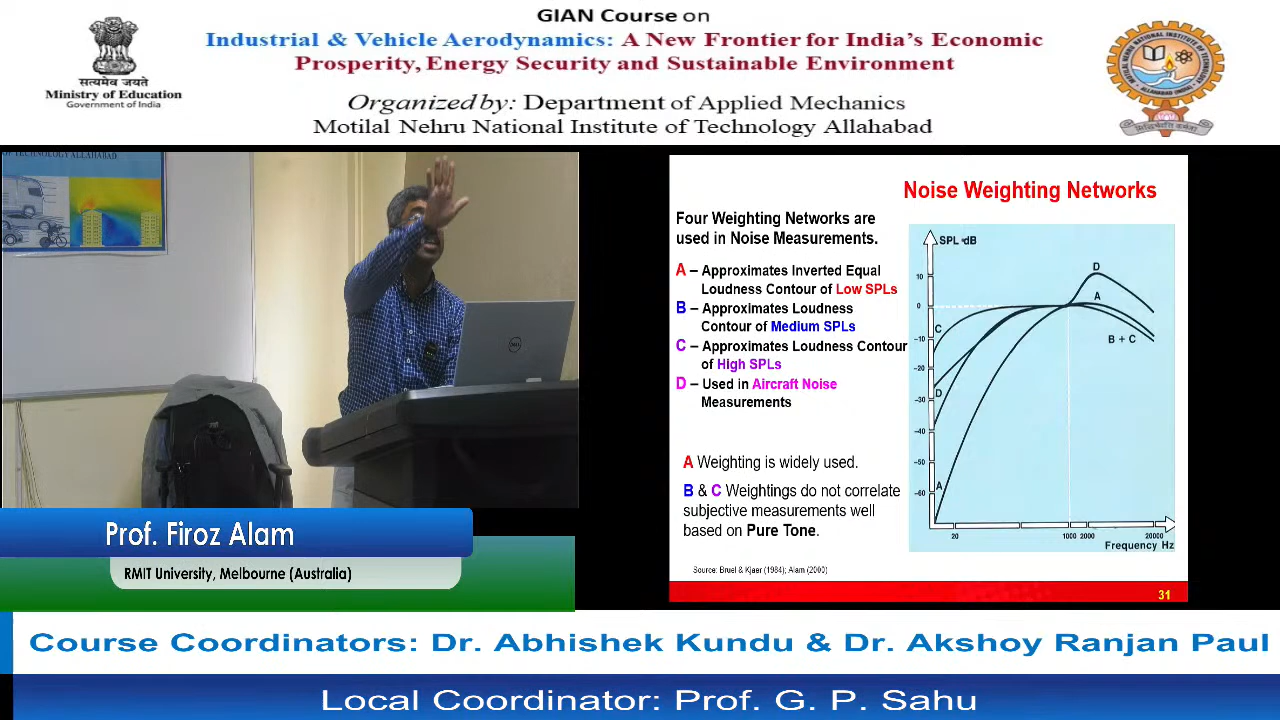 GIAN Course on
Industrial & Vehicle Aerodynamics: A New Frontier for India's Economic
Prosperity, Energy Security and Sustainable Environment
Organized by: Department of Applied Mechanics
Motilal Nehru National Institute of Technology Allahabad
सत्यमेव जयते
Ministry of Education
Government of India
OF TECHNOLOGY ALLAHABAD
Noise Weighting Networks
Four Weighting Networks are
used in Noise Measurements.
A – Approximates Inverted Equal
Loudness Contour of Low SPLs
B – Approximates Loudness
Contour of Medium SPLs
C – Approximates Loudness Contour
of High SPLs
D – Used in Aircraft Noise
Measurements
A Weighting is widely used.
B & C Weightings do not correlate
subjective measurements well
based on Pure Tone.
SPL dB
10
0
-10
-20
-30
-40
-50
-60
D
A
B + C
C
D
A
20
1000 2000
20000
Frequency Hz
Source: Bruel & Kjaer (1984); Alam (2000)
31
DELL
Prof. Firoz Alam
RMIT University, Melbourne (Australia)
Course Coordinators: Dr. Abhishek Kundu & Dr. Akshoy Ranjan Paul
Local Coordinator: Prof. G. P. Sahu